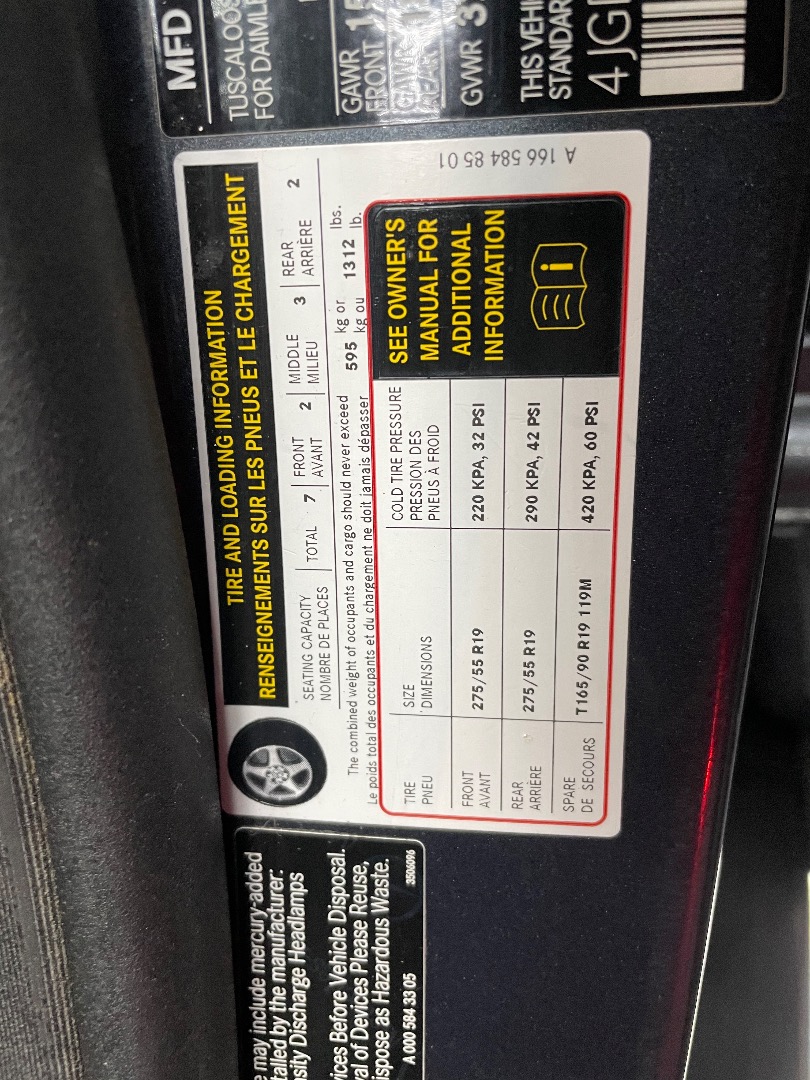 MFD
TUSCALOOS
FOR DAIMLE
GAWR
FRONT
GVWR
THIS VEHI
STANDAR
4 JG
TIRE AND LOADING INFORMATION
RENSEIGNEMENTS SUR LES PNEUS ET LE CHARGEMENT
SEATING CAPACITY
NOMBRE DE PLACES
TOTAL 7
FRONT
AVANT 2
MIDDLE
MILIEU 3
REAR
ARRIÈRE 2
The combined weight of occupants and cargo should never exceed 595 kg or 1312 lbs.
Le poids total des occupants et du chargement ne doit jamais dépasser kg ou lb.
TIRE
PNEU
SIZE
DIMENSIONS
COLD TIRE PRESSURE
PRESSION DES
PNEUS À FROID
FRONT
AVANT
275/55 R19
220 KPA, 32 PSI
REAR
ARRIÈRE
275/55 R19
290 KPA, 42 PSI
SPARE
DE SECOURS
T165/90 R19 119M
420 KPA, 60 PSI
SEE OWNER'S
MANUAL FOR
ADDITIONAL
INFORMATION
i
A 166 584 85 01
e may include mercury-added
talled by the manufacturer:
sity Discharge Headlamps
vices Before Vehicle Disposal.
al of Devices Please Reuse,
ispose as Hazardous Waste.
A 000 584 33 05
3506096